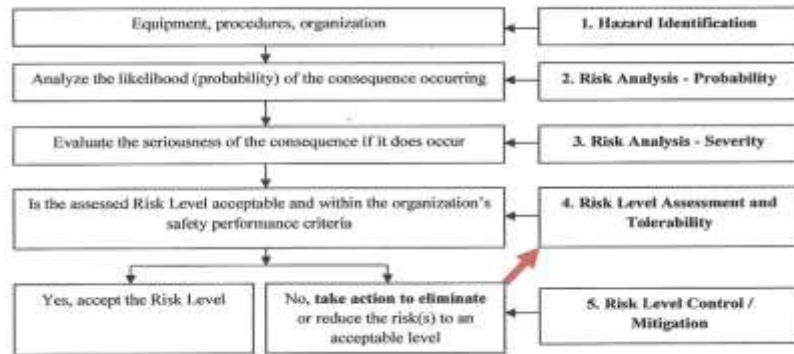 Equipment, procedures, organization
1. Hazard Identification
Analyze the likelihood (probability) of the consequence occurring
2. Risk Analysis - Probability
Evaluate the seriousness of the consequence if it does occur
3. Risk Analysis - Severity
Is the assessed Risk Level acceptable and within the organization's
safety performance criteria
4. Risk Level Assessment and
Tolerability
Yes, accept the Risk Level
No, take action to eliminate
or reduce the risk(s) to an
acceptable level
5. Risk Level Control /
Mitigation